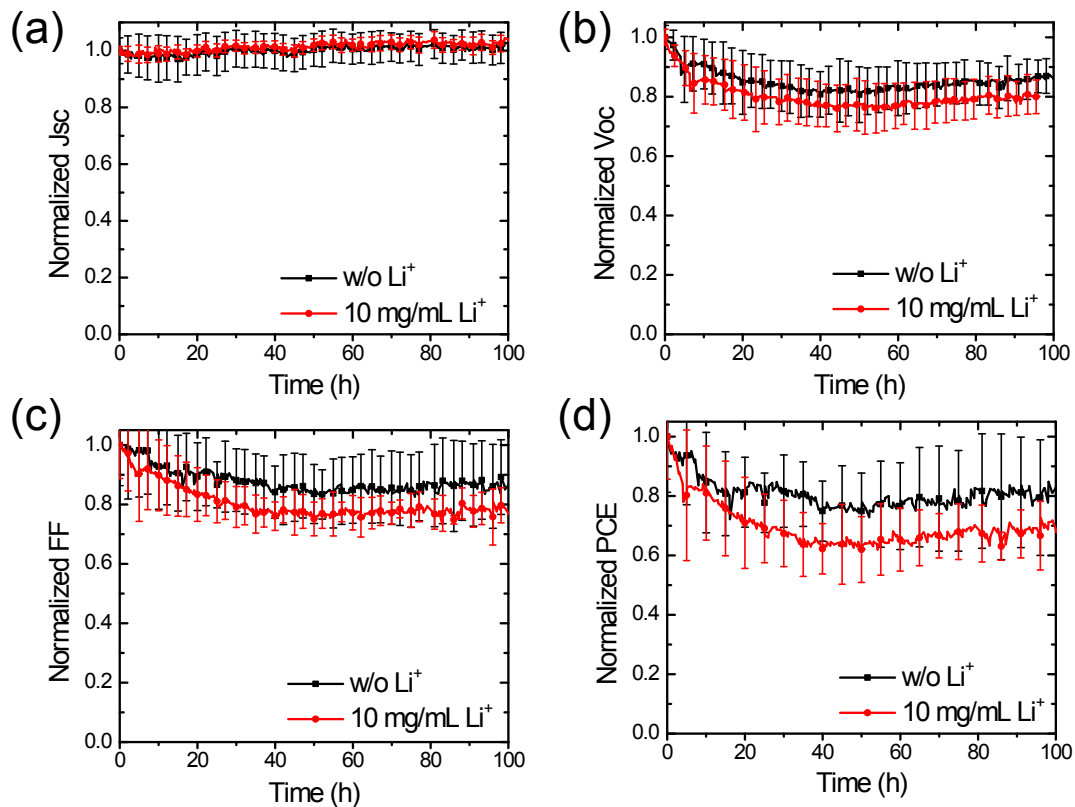 (a)
Normalized Jsc
1.0
0.8
0.6
0.4
0.2
0.0
w/o Li⁺
10 mg/mL Li⁺
0 20 40 60 80 100
Time (h)
(b)
Normalized Voc
1.0
0.8
0.6
0.4
0.2
0.0
w/o Li⁺
10 mg/mL Li⁺
0 20 40 60 80 100
Time (h)
(c)
Normalized FF
1.0
0.8
0.6
0.4
0.2
0.0
w/o Li⁺
10 mg/mL Li⁺
0 20 40 60 80 100
Time (h)
(d)
Normalized PCE
1.0
0.8
0.6
0.4
0.2
0.0
w/o Li⁺
10 mg/mL Li⁺
0 20 40 60 80 100
Time (h)